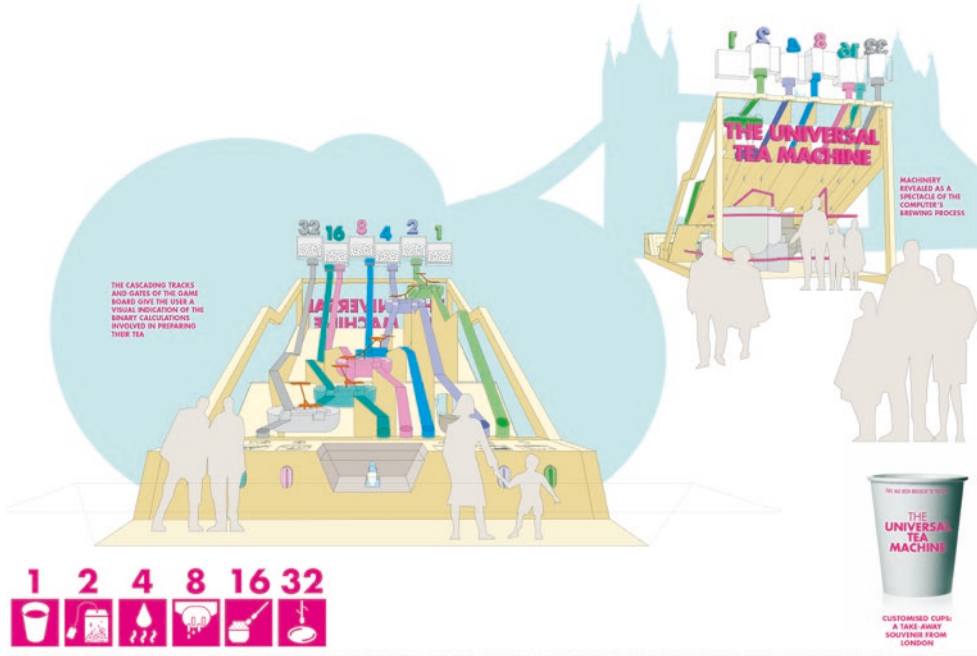 1 2 4 8 16 32
THE UNIVERSAL
TEA MACHINE
MACHINERY
REVEALED AS A
SPECTACLE OF THE
COMPUTER'S
BREWING PROCESS
32 16 8 4 2 1
THE CASCADING TRACKS
AND GATES OF THE GAME
BOARD GIVE THE USER A
VISUAL INDICATION OF THE
BINARY CALCULATIONS
INVOLVED IN PREPARING
THEIR TEA
UNIVERSAL
MACHINE
THE
UNIVERSAL
TEA
MACHINE
CUSTOMISED CUPS:
A TAKE-AWAY
SOUVENIR FROM
LONDON
1 2 4 8 16 32